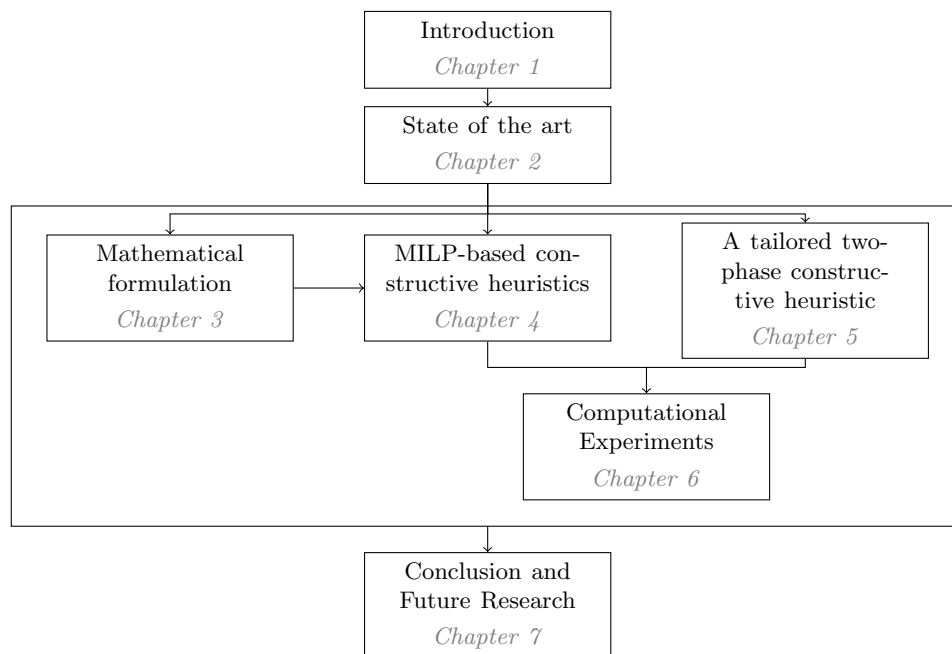 Introduction
Chapter 1
State of the art
Chapter 2
Mathematical
formulation
Chapter 3
MILP-based con-
structive heuristics
Chapter 4
A tailored two-
phase construc-
tive heuristic
Chapter 5
Computational
Experiments
Chapter 6
Conclusion and
Future Research
Chapter 7